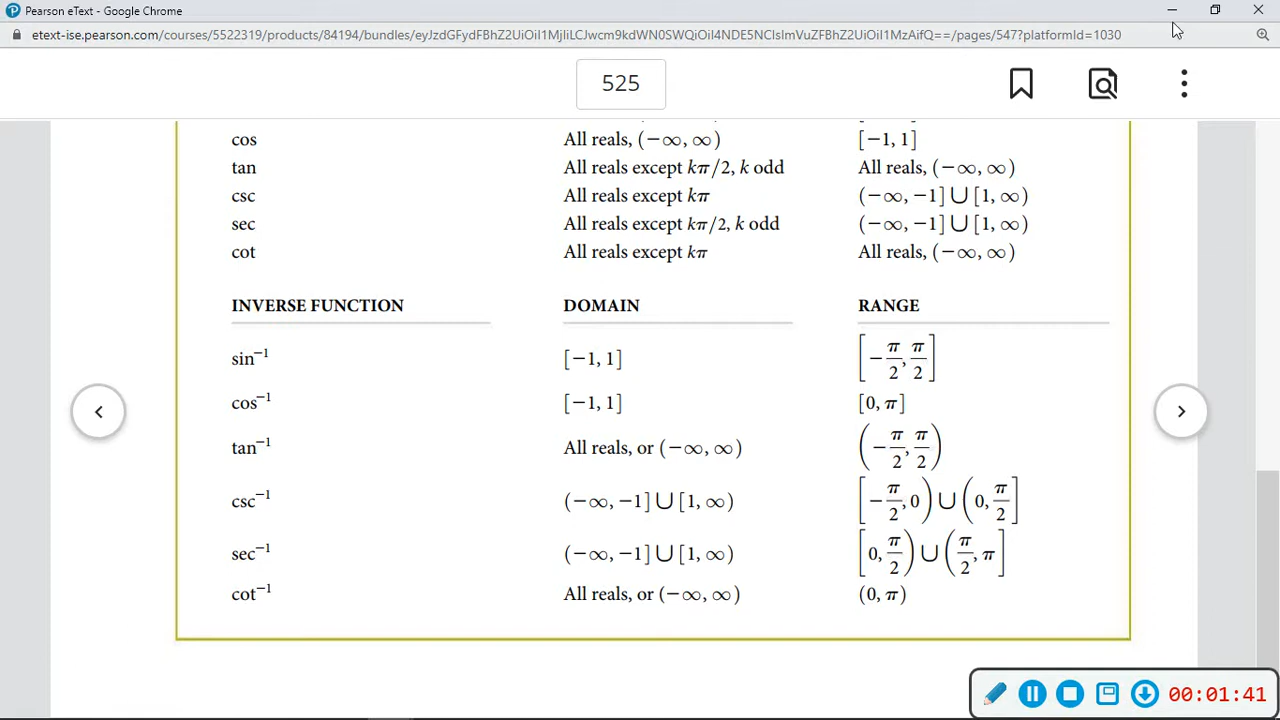 Pearson eText - Google Chrome
etext-ise.pearson.com/courses/5522319/products/84194/bundles/eyJzdGFydFBhZ2UiOiI1MjIiLCJwcm9kdWN0SWQiOiI4NDE5NCIsImVuZFBhZ2UiOiI1MzAifQ==/pages/547?platformId=1030
525
cos All reals, (−∞, ∞) [−1, 1]
tan All reals except kπ/2, k odd All reals, (−∞, ∞)
csc All reals except kπ (−∞, −1] ∪ [1, ∞)
sec All reals except kπ/2, k odd (−∞, −1] ∪ [1, ∞)
cot All reals except kπ All reals, (−∞, ∞)
INVERSE FUNCTION DOMAIN RANGE
sin⁻¹ [−1, 1] [−π/2, π/2]
cos⁻¹ [−1, 1] [0, π]
tan⁻¹ All reals, or (−∞, ∞) (−π/2, π/2)
csc⁻¹ (−∞, −1] ∪ [1, ∞) [−π/2, 0) ∪ (0, π/2]
sec⁻¹ (−∞, −1] ∪ [1, ∞) [0, π/2) ∪ (π/2, π]
cot⁻¹ All reals, or (−∞, ∞) (0, π)
00:01:41